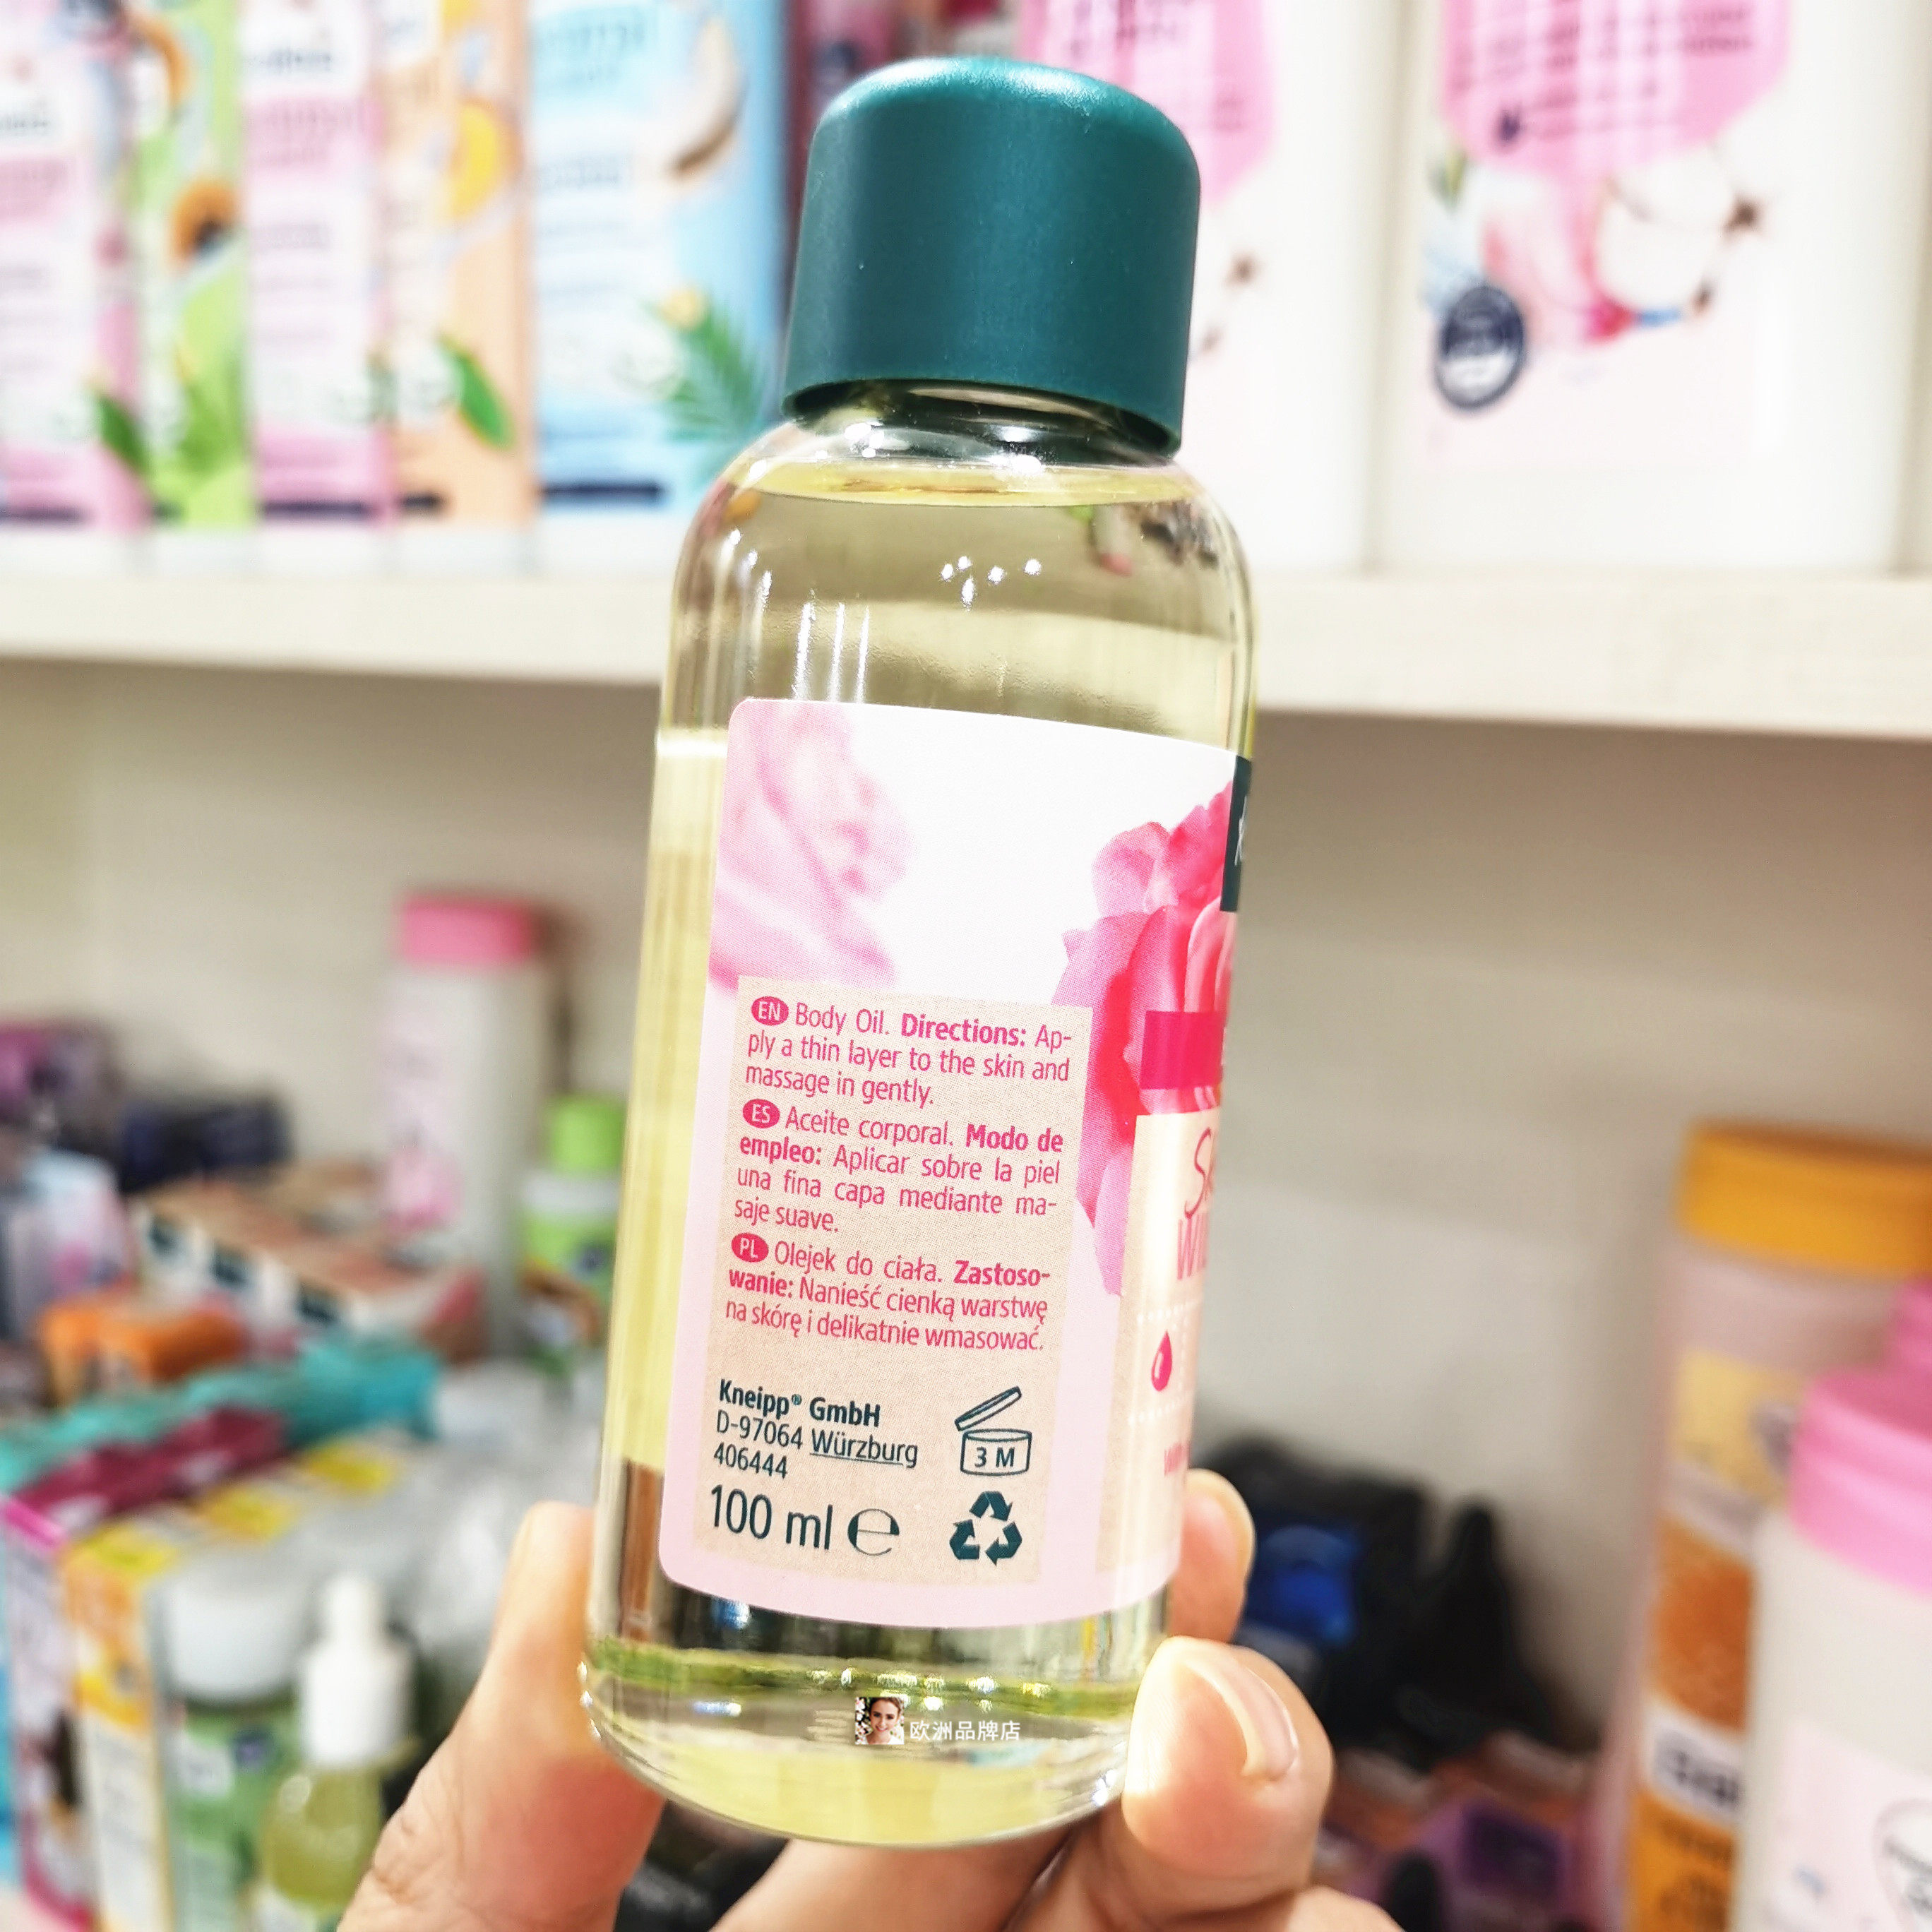 EN Body Oil. Directions: Ap-
ply a thin layer to the skin and
massage in gently.
ES Aceite corporal. Modo de
empleo: Aplicar sobre la piel
una fina capa mediante ma-
saje suave.
PL Olejek do ciała. Zastoso-
wanie: Nanieść cienką warstwę
na skórę i delikatnie wmasować.
Kneipp® GmbH
D-97064 Würzburg
406444
3 M
100 ml ℮
欧洲品牌店